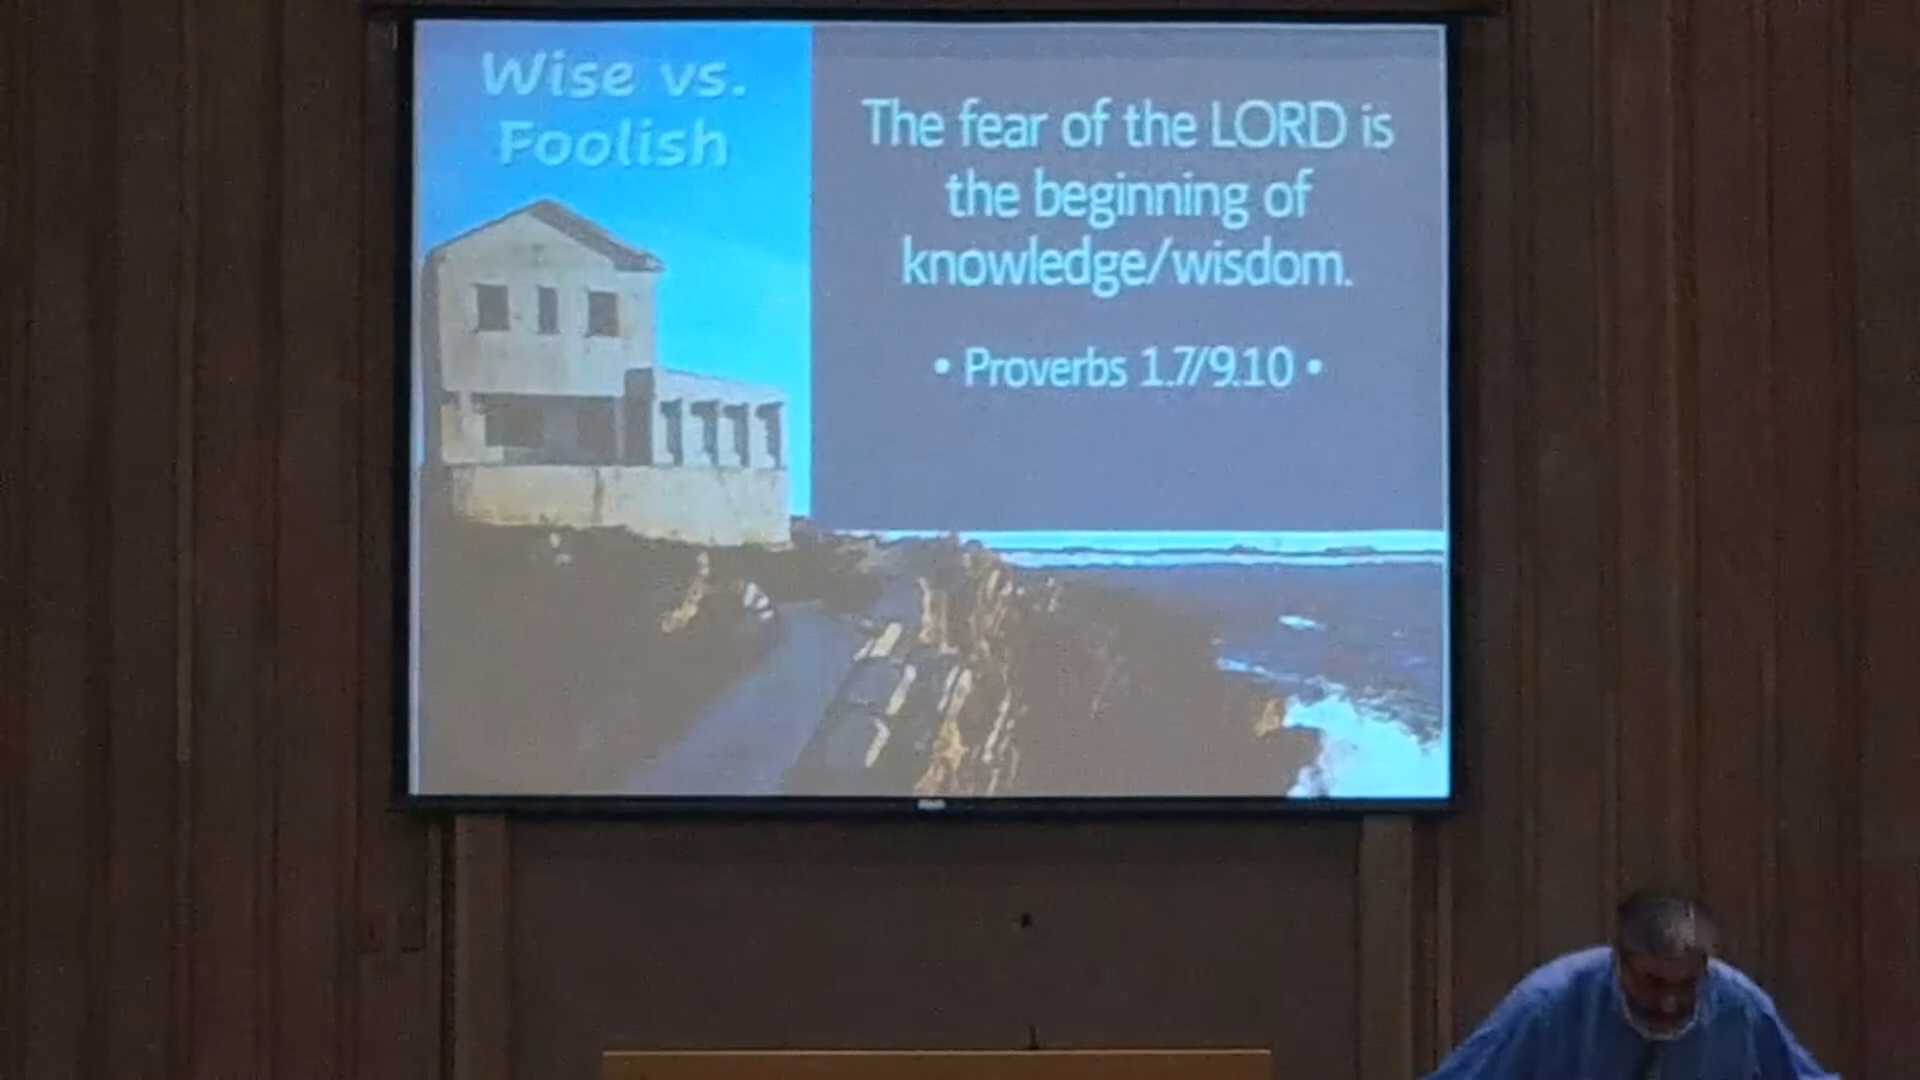 Wise vs.
Foolish
The fear of the LORD is
the beginning of
knowledge/wisdom.
• Proverbs 1.7/9.10 •